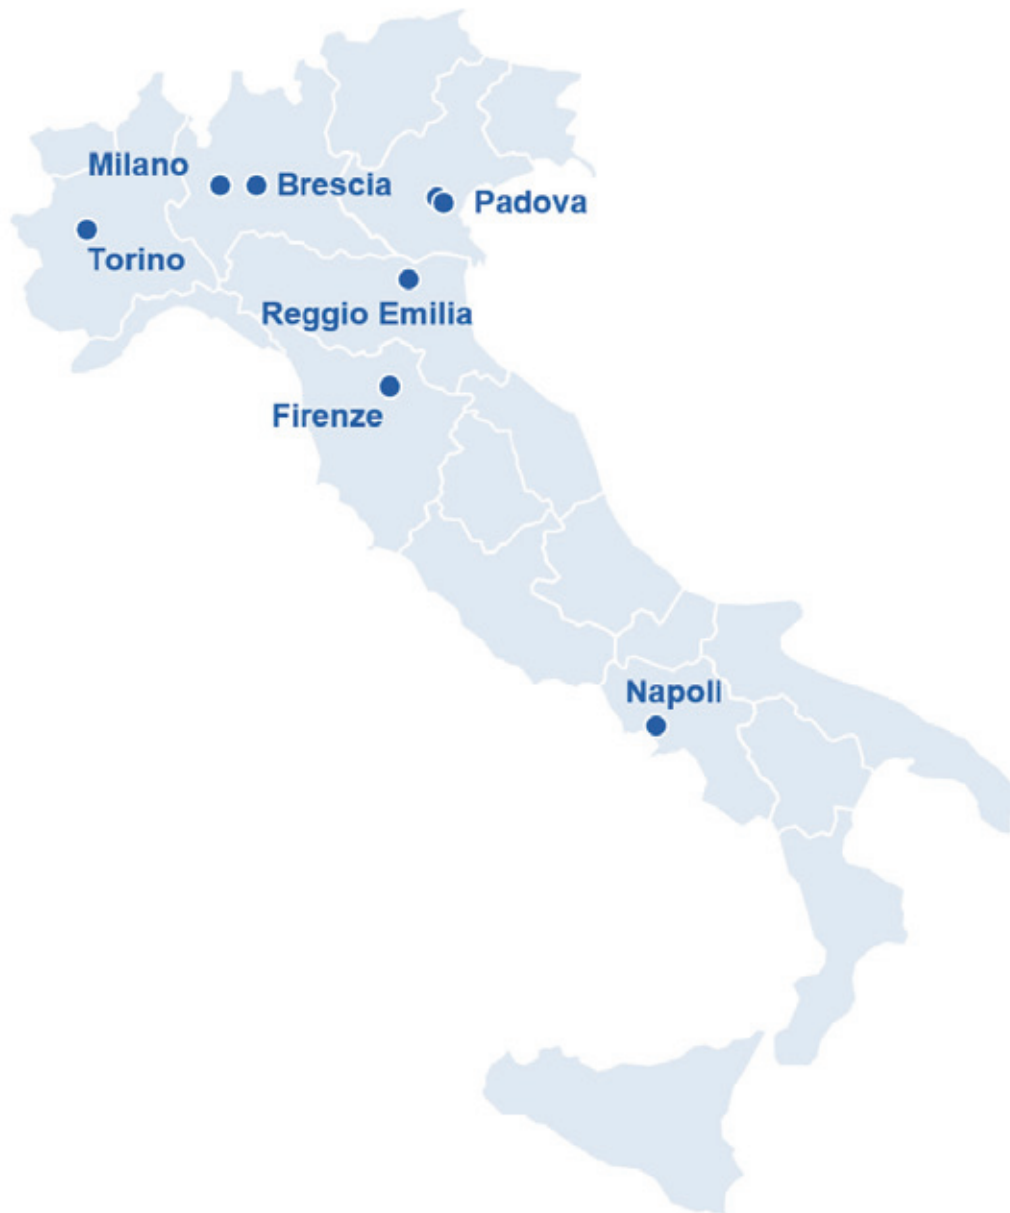 Milano
Brescia
Padova
Torino
Reggio Emilia
Firenze
Napoli